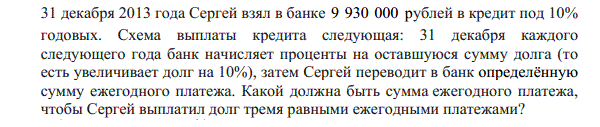 31 декабря 2013 года Сергей взял в банке 9 930 000 рублей в кредит под 10%
годовых. Схема выплаты кредита следующая: 31 декабря каждого
следующего года банк начисляет проценты на оставшуюся сумму долга (то
есть увеличивает долг на 10%), затем Сергей переводит в банк определённую
сумму ежегодного платежа. Какой должна быть сумма ежегодного платежа,
чтобы Сергей выплатил долг тремя равными ежегодными платежами?